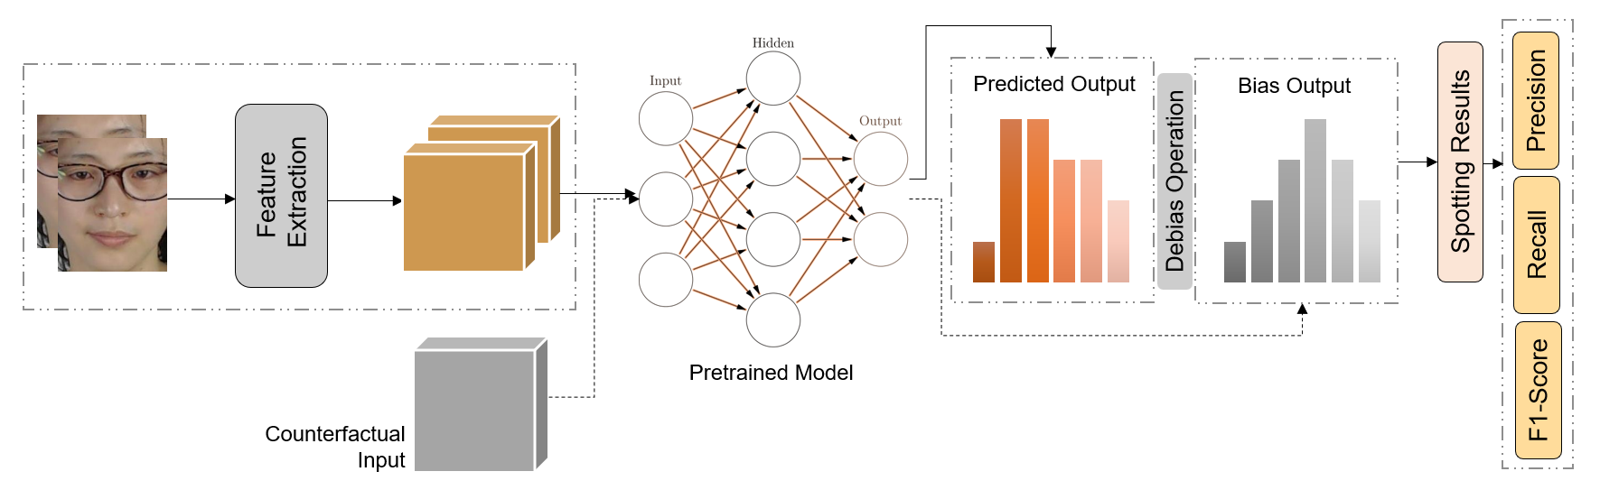 Feature
Extraction
Counterfactual
Input
Input
Hidden
Output
Pretrained Model
Predicted Output
Debias Operation
Bias Output
Spotting Results
Precision
Recall
F1-Score